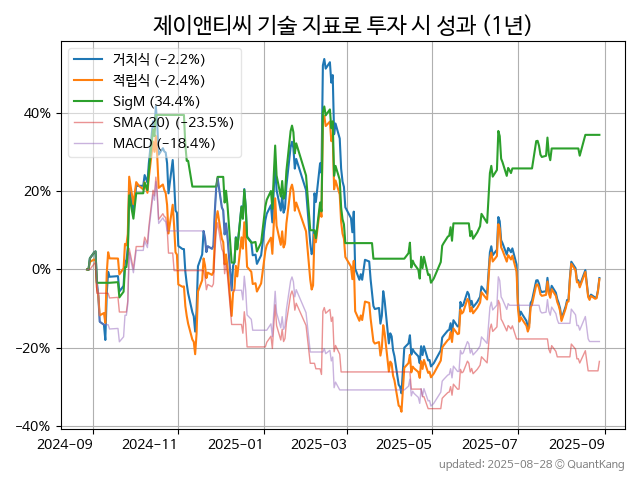 제이앤티씨 기술 지표로 투자 시 성과 (1년)
거치식 (−2.2%)
적립식 (−2.4%)
SigM (34.4%)
SMA(20) (−23.5%)
MACD (−18.4%)
40%
20%
0%
−20%
−40%
2024-09 2024-11 2025-01 2025-03 2025-05 2025-07 2025-09
updated: 2025-08-28 © QuantKang